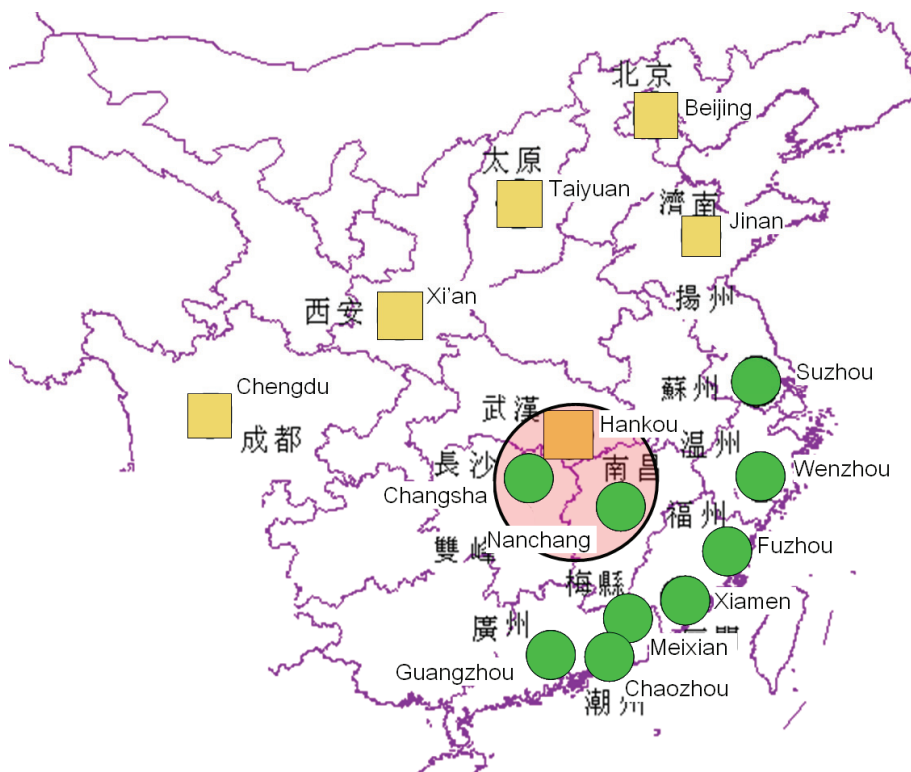 北京
Beijing
太原
Taiyuan
濟南
Jinan
西安
Xi'an
揚州
Chengdu
成都
蘇州
Suzhou
武漢
Hankou
温州
Wenzhou
長沙
Changsha
南昌
Nanchang
福州
Fuzhou
雙峰
梅縣
Xiamen
廣州
Meixian
Guangzhou
Chaozhou
潮州